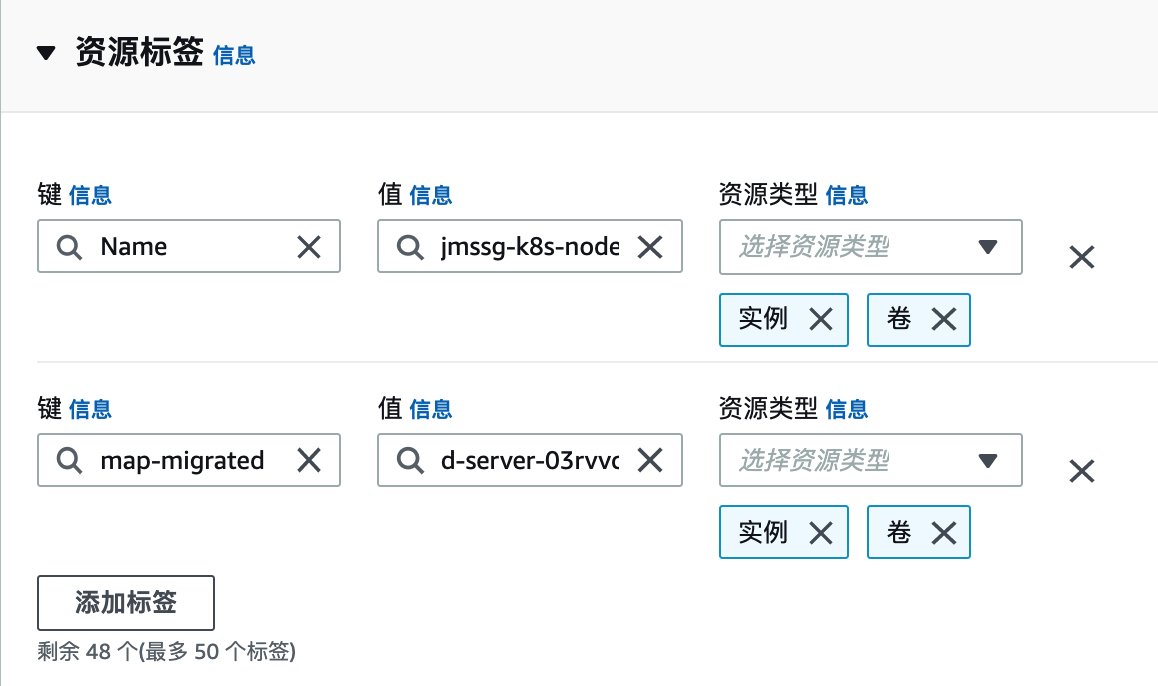 资源标签 信息
键 信息 值 信息 资源类型 信息
Name jmssg-k8s-node 选择资源类型
实例 卷
键 信息 值 信息 资源类型 信息
map-migrated d-server-03rvv 选择资源类型
实例 卷
添加标签
剩余 48 个(最多 50 个标签)